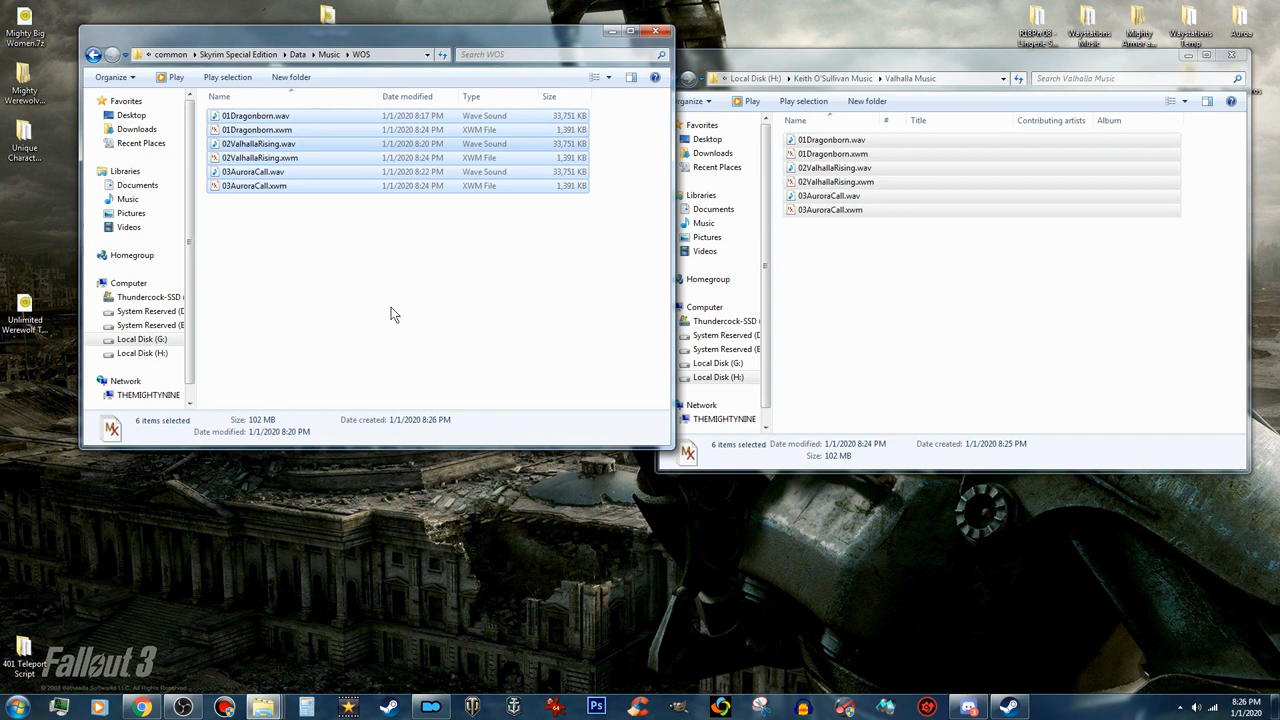 Mighty Big
Women.7z
Mighty
Werewolv...
Unique
Charact...
Unlimited
Werewolf T...
401 Teleport
Script
common
Skyrim Special Edition
Data
Music
WOS
Search WOS
Organize
Play
Play selection
New folder
Favorites
Desktop
Downloads
Recent Places
Libraries
Documents
Music
Pictures
Videos
Homegroup
Computer
Thundercock-SSD (
System Reserved (D
System Reserved (E
Local Disk (G:)
Local Disk (H:)
Network
THEMIGHTYNINE
Name Date modified Type Size
01Dragonborn.wav 1/1/2020 8:17 PM Wave Sound 33,751 KB
01Dragonborn.xwm 1/1/2020 8:24 PM XWM File 1,391 KB
02ValhallaRising.wav 1/1/2020 8:20 PM Wave Sound 33,751 KB
02ValhallaRising.xwm 1/1/2020 8:24 PM XWM File 1,391 KB
03AuroraCall.wav 1/1/2020 8:22 PM Wave Sound 33,751 KB
03AuroraCall.xwm 1/1/2020 8:24 PM XWM File 1,391 KB
6 items selected Size: 102 MB Date created: 1/1/2020 8:26 PM
Date modified: 1/1/2020 8:20 PM
Waystation
Music
Mighty
Armor
Waystations
Temp
Auroa
Local Disk (H:)
Keith O'Sullivan Music
Valhalla Music
Search Valhalla Music
rganize
Play
Play selection
New folder
Favorites
Desktop
Downloads
Recent Places
Libraries
Documents
Music
Pictures
Videos
Homegroup
Computer
Thundercock-SSD (
System Reserved (D
System Reserved (E
Local Disk (G:)
Local Disk (H:)
Network
THEMIGHTYNINE
Name # Title Contributing artists Album
01Dragonborn.wav
01Dragonborn.xwm
02ValhallaRising.wav
02ValhallaRising.xwm
03AuroraCall.wav
03AuroraCall.xwm
6 items selected Date modified: 1/1/2020 8:24 PM Date created: 1/1/2020 8:25 PM
Size: 102 MB
Fallout 3
Ps
8:26 PM
1/1/2020